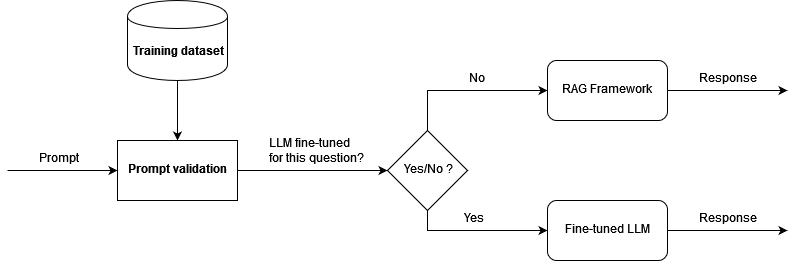 Training dataset
No
RAG Framework
Response
LLM fine-tuned
for this question?
Prompt
Prompt validation
Yes/No ?
Yes
Fine-tuned LLM
Response